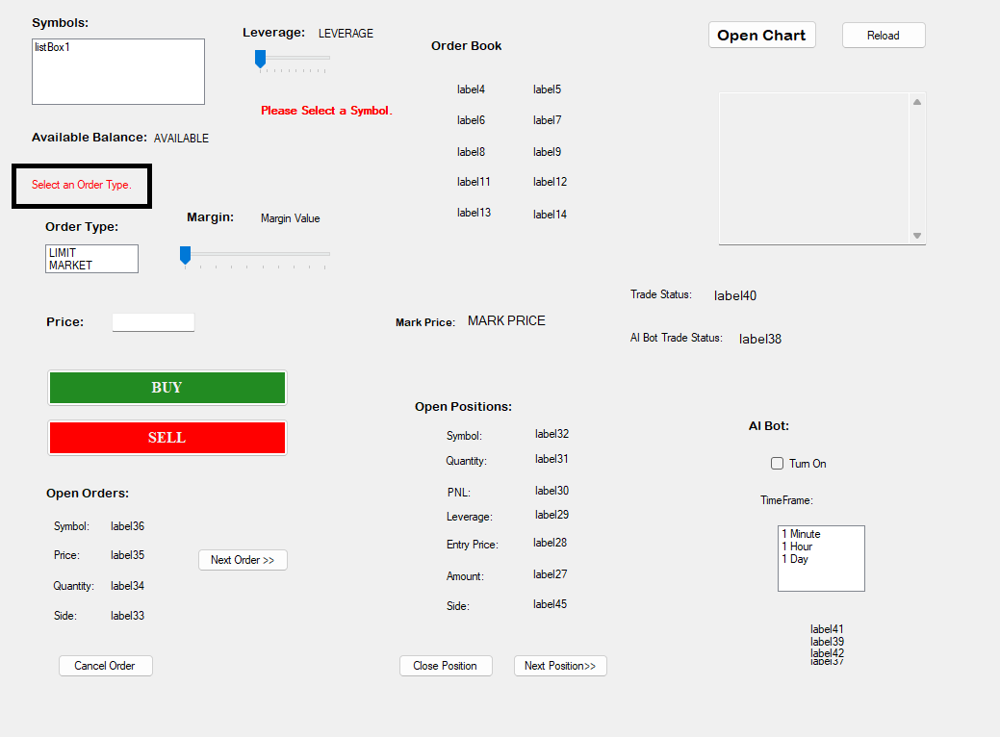 Symbols:
listBox1
Leverage: LEVERAGE
Please Select a Symbol.
Available Balance: AVAILABLE
Select an Order Type.
Order Type:
LIMIT
MARKET
Margin: Margin Value
Price:
BUY
SELL
Order Book
label4 label5
label6 label7
label8 label9
label11 label12
label13 label14
Open Chart
Reload
Trade Status: label40
AI Bot Trade Status: label38
Mark Price: MARK PRICE
Open Orders:
Symbol: label36
Price: label35
Quantity: label34
Side: label33
Next Order >>
Cancel Order
Open Positions:
Symbol: label32
Quantity: label31
PNL: label30
Leverage: label29
Entry Price: label28
Amount: label27
Side: label45
Close Position
Next Position>>
AI Bot:
Turn On
TimeFrame:
1 Minute
1 Hour
1 Day
label41
label39
label42
label37